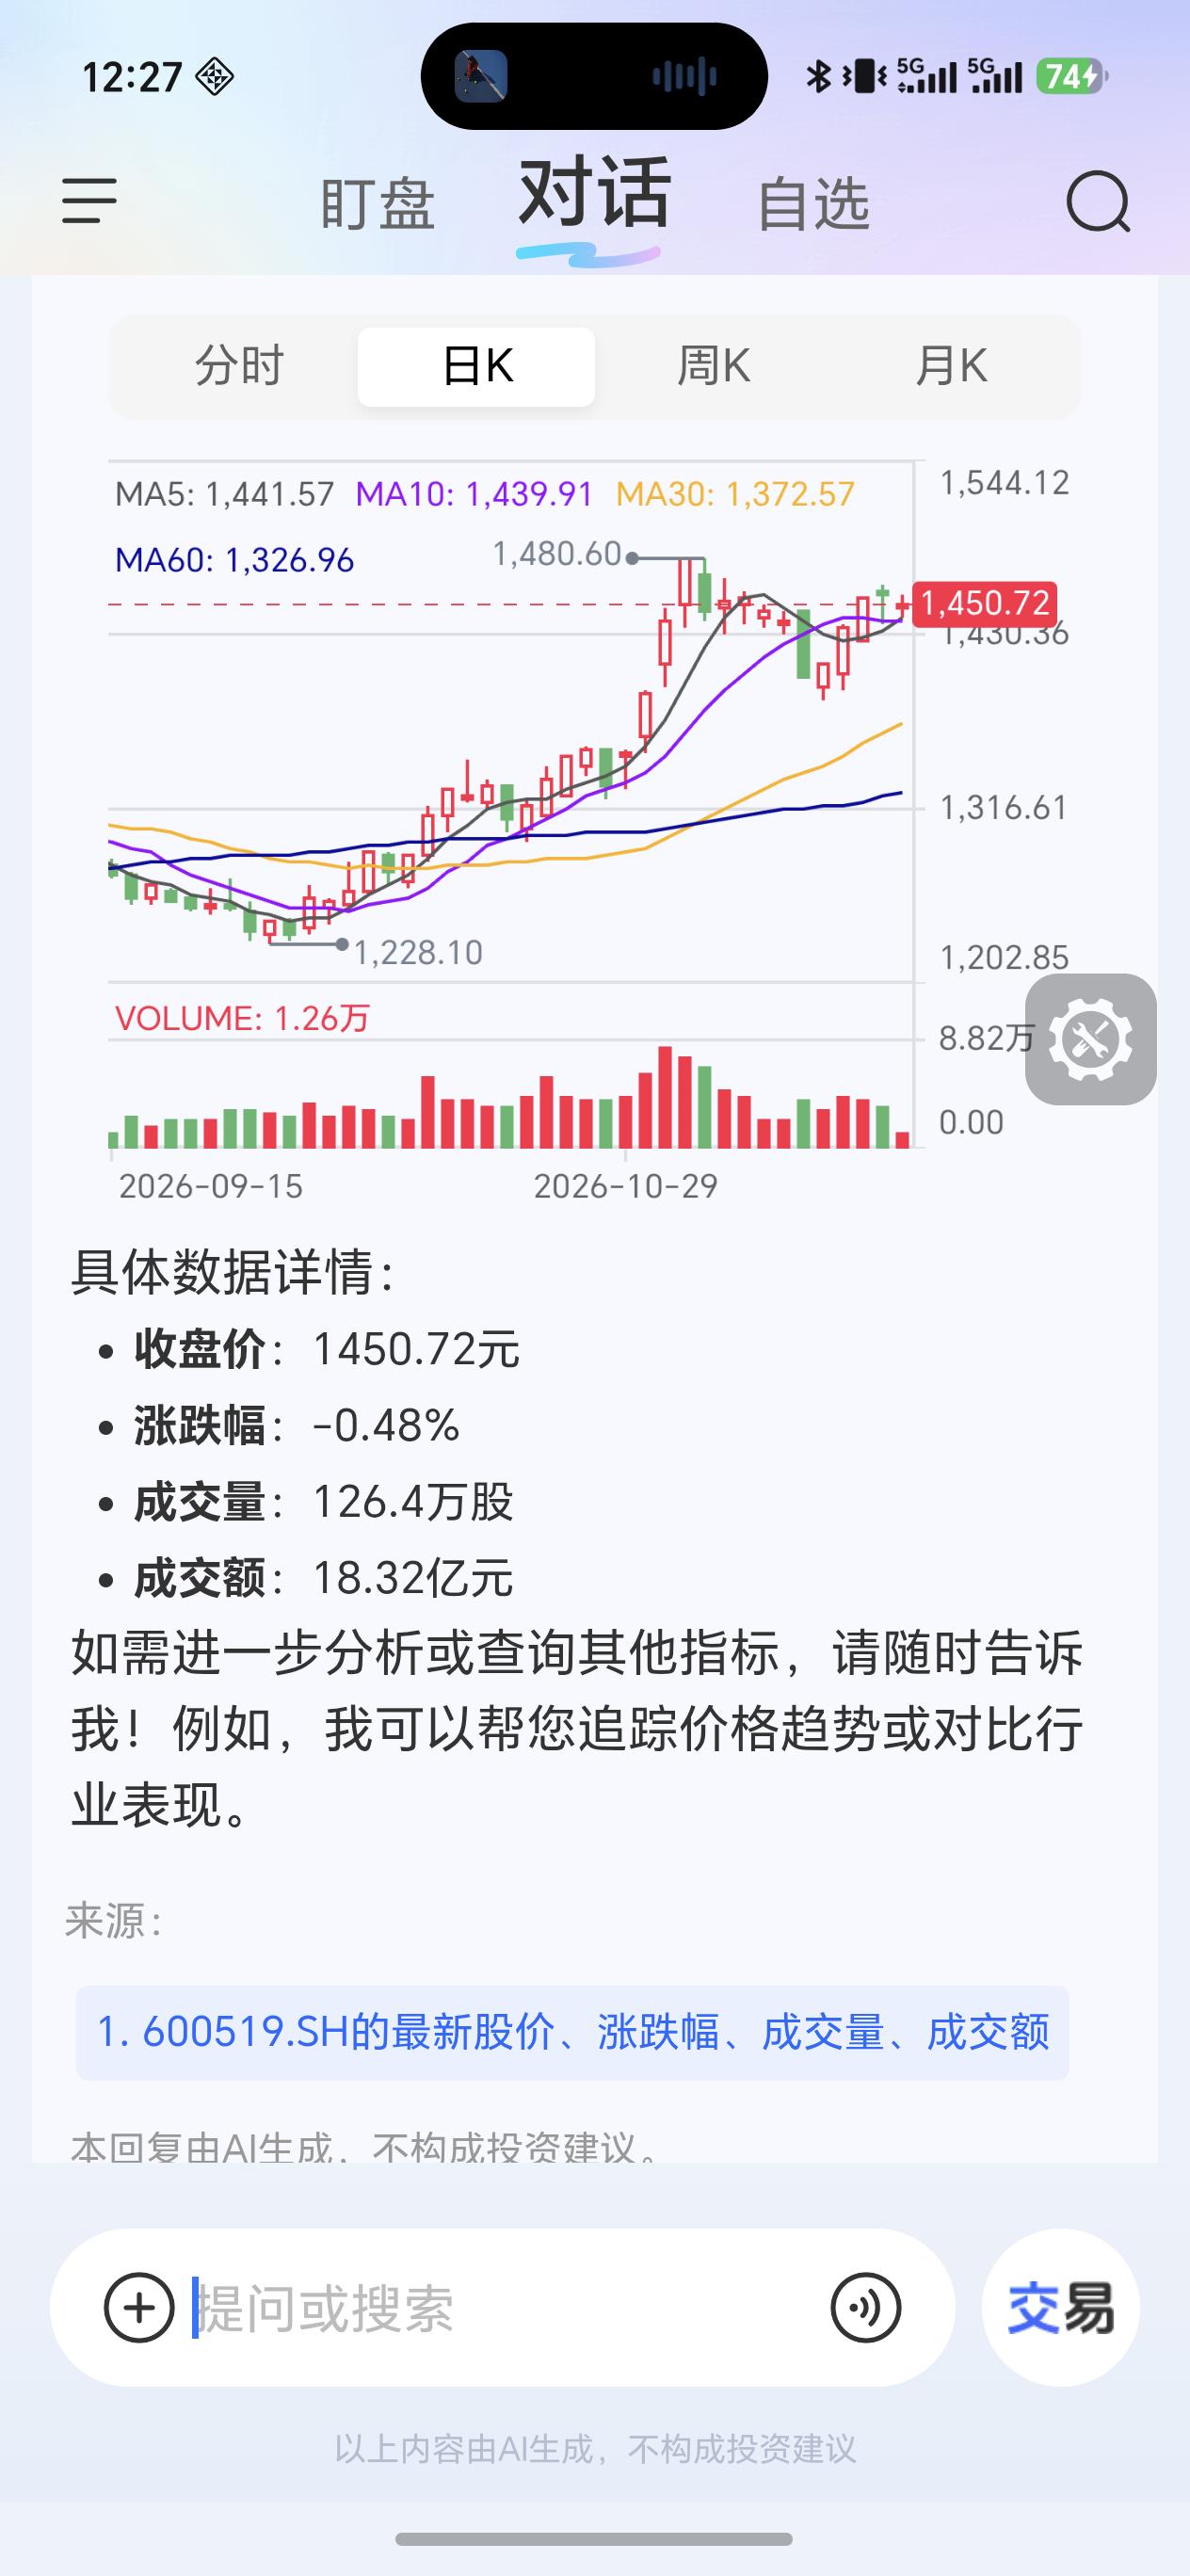 12:27
5G 5G 74
盯盘 对话 自选
分时 日K 周K 月K
MA5: 1,441.57 MA10: 1,439.91 MA30: 1,372.57
1,544.12
MA60: 1,326.96
1,480.60
1,450.72
1,430.36
1,316.61
1,228.10
1,202.85
VOLUME: 1.26万
8.82万
0.00
2026-09-15 2026-10-29
具体数据详情：
• 收盘价：1450.72元
• 涨跌幅：-0.48%
• 成交量：126.4万股
• 成交额：18.32亿元
如需进一步分析或查询其他指标，请随时告诉
我！例如，我可以帮您追踪价格趋势或对比行
业表现。
来源：
1. 600519.SH的最新股价、涨跌幅、成交量、成交额
本回复由AI生成，不构成投资建议。
提问或搜索
交易
以上内容由AI生成，不构成投资建议